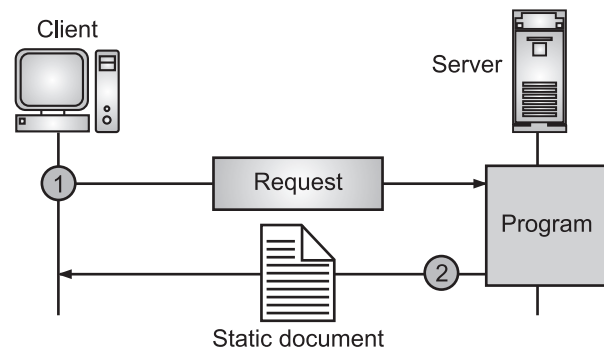 Client
Server
1
Request
Program
2
Static document